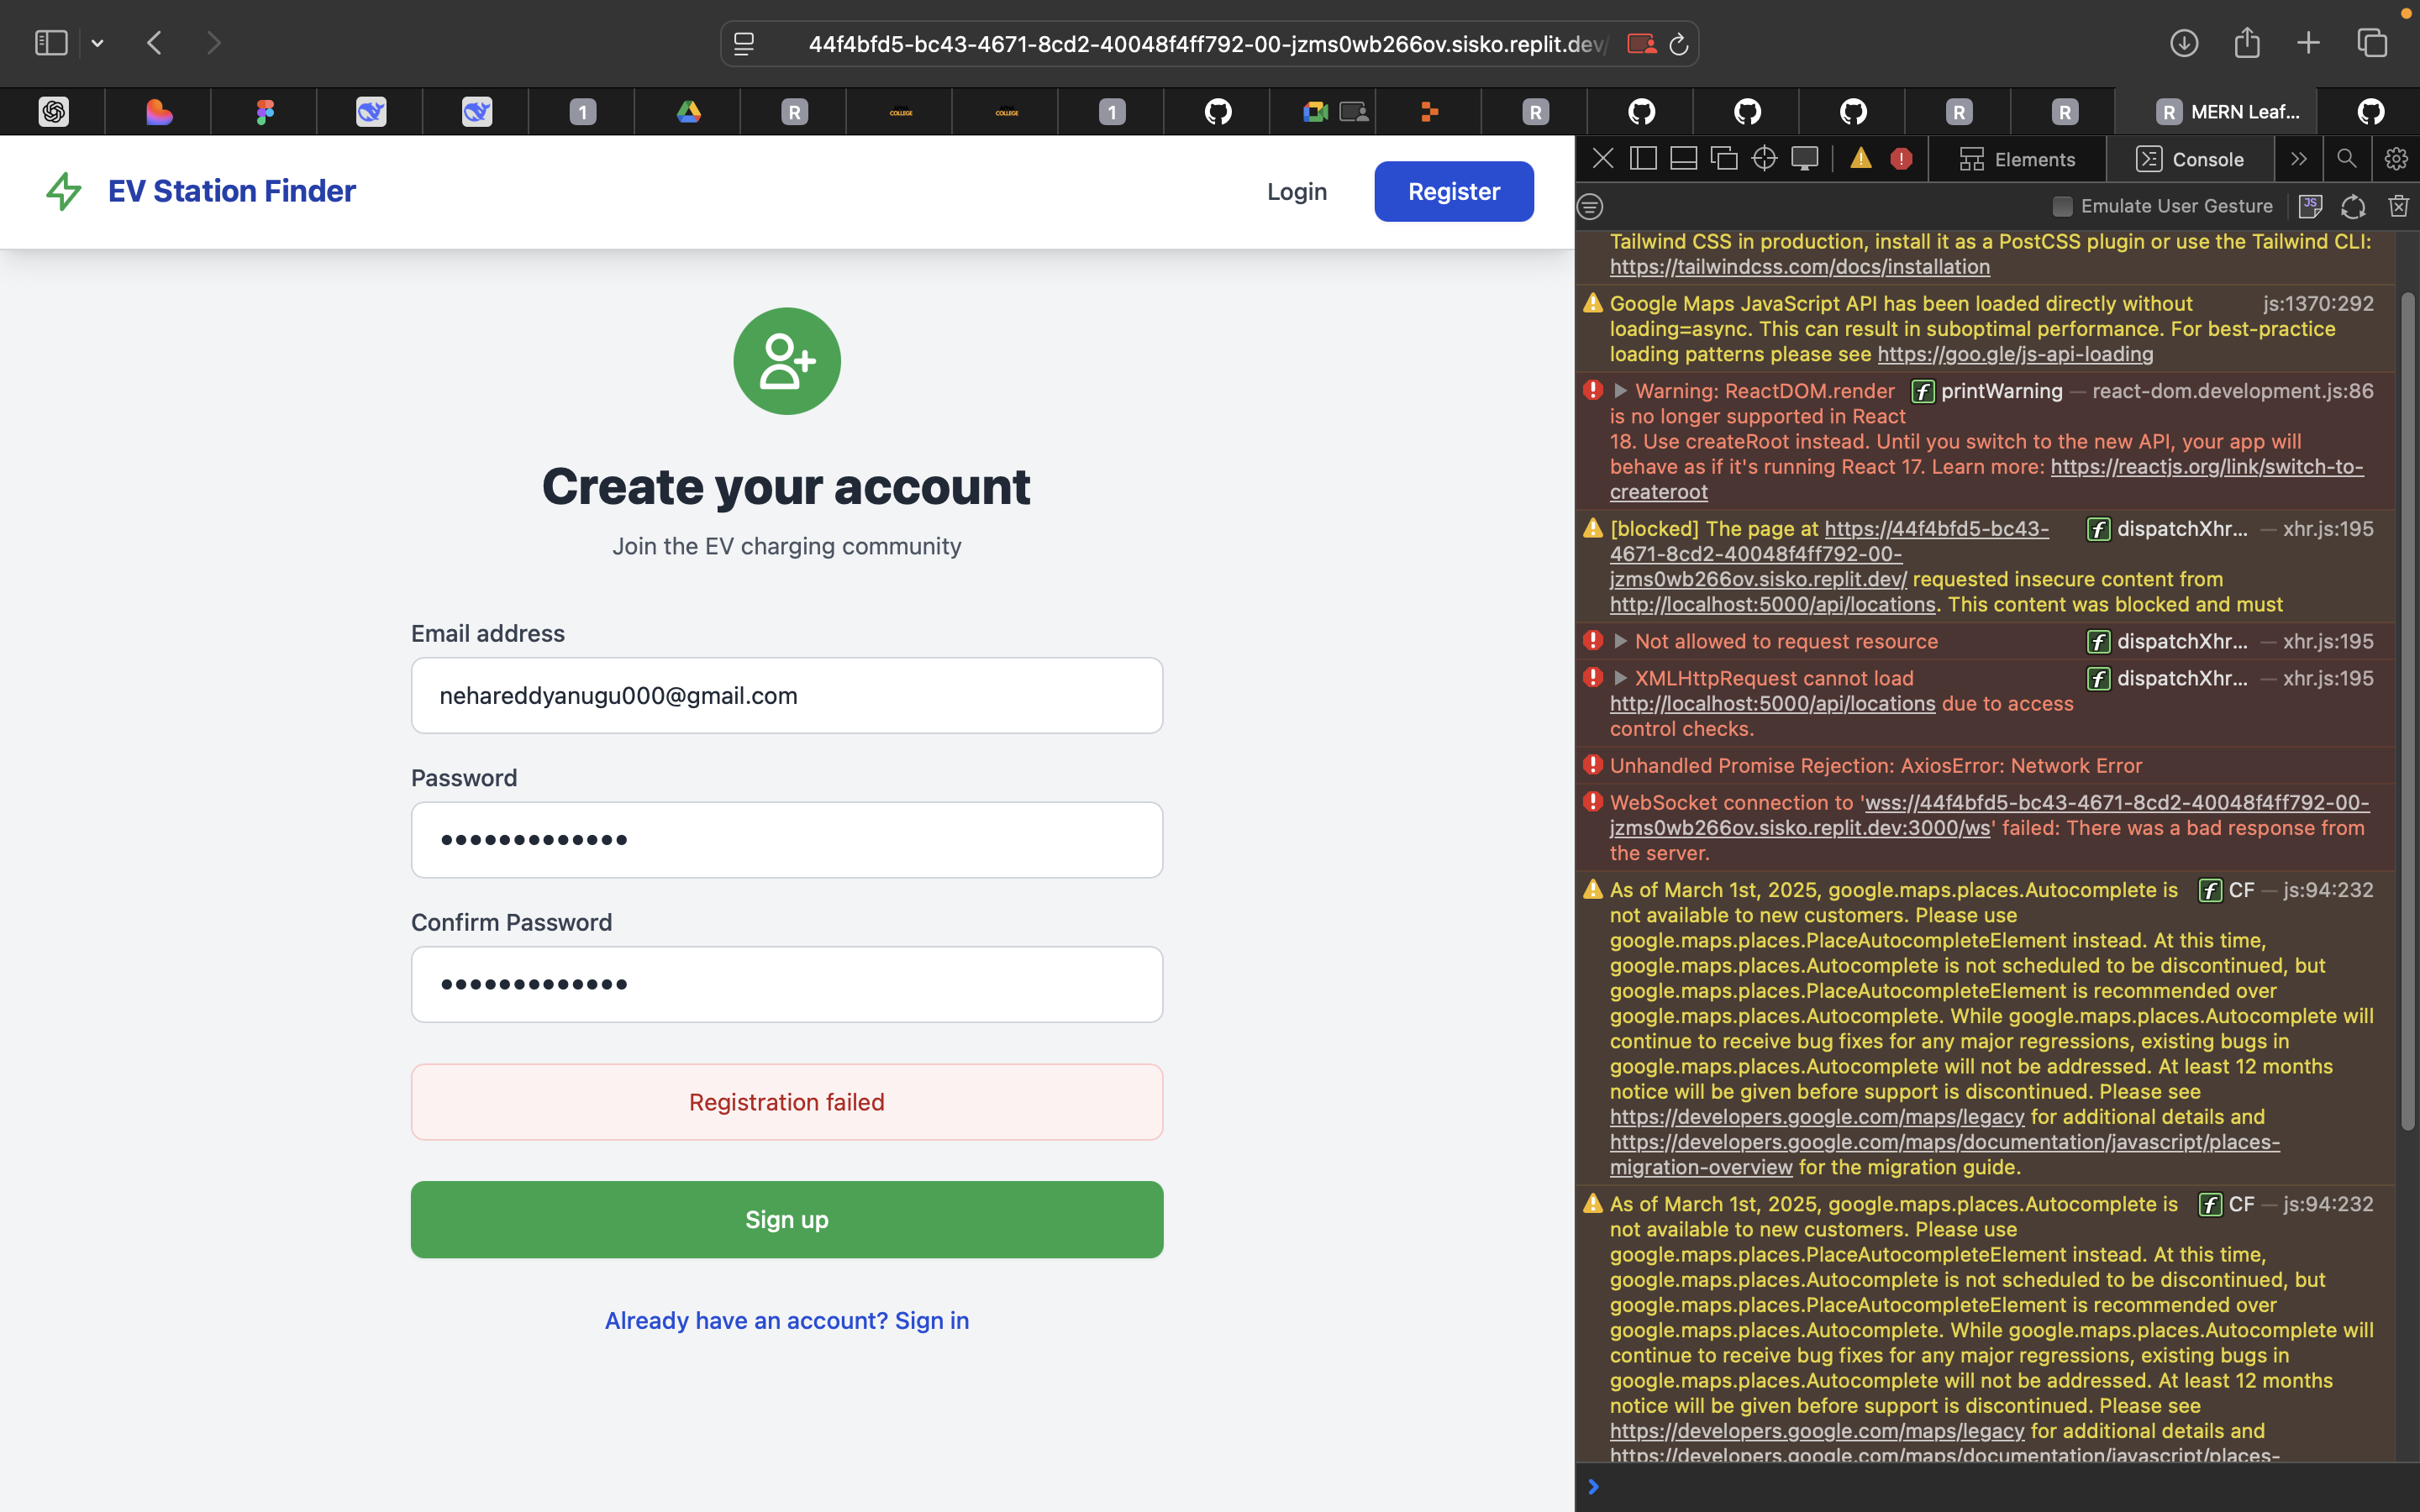 44f4bfd5-bc43-4671-8cd2-40048f4ff792-00-jzms0wb266ov.sisko.replit.dev/
1
R
COLLEGE
COLLEGE
1
R
R
R
R MERN Leaf...
EV Station Finder
Login
Register
Create your account
Join the EV charging community
Email address
nehareddyanugu000@gmail.com
Password
•••••••••••••
Confirm Password
•••••••••••••
Registration failed
Sign up
Already have an account? Sign in
Elements
Console
Emulate User Gesture
JS
Tailwind CSS in production, install it as a PostCSS plugin or use the Tailwind CLI:
https://tailwindcss.com/docs/installation
Google Maps JavaScript API has been loaded directly without js:1370:292
loading=async. This can result in suboptimal performance. For best-practice
loading patterns please see https://goo.gle/js-api-loading
Warning: ReactDOM.render f printWarning — react-dom.development.js:86
is no longer supported in React
18. Use createRoot instead. Until you switch to the new API, your app will
behave as if it's running React 17. Learn more: https://reactjs.org/link/switch-to-
createroot
[blocked] The page at https://44f4bfd5-bc43- f dispatchXhr... — xhr.js:195
4671-8cd2-40048f4ff792-00-
jzms0wb266ov.sisko.replit.dev/ requested insecure content from
http://localhost:5000/api/locations. This content was blocked and must
Not allowed to request resource f dispatchXhr... — xhr.js:195
XMLHttpRequest cannot load f dispatchXhr... — xhr.js:195
http://localhost:5000/api/locations due to access
control checks.
Unhandled Promise Rejection: AxiosError: Network Error
WebSocket connection to 'wss://44f4bfd5-bc43-4671-8cd2-40048f4ff792-00-
jzms0wb266ov.sisko.replit.dev:3000/ws' failed: There was a bad response from
the server.
As of March 1st, 2025, google.maps.places.Autocomplete is f CF — js:94:232
not available to new customers. Please use
google.maps.places.PlaceAutocompleteElement instead. At this time,
google.maps.places.Autocomplete is not scheduled to be discontinued, but
google.maps.places.PlaceAutocompleteElement is recommended over
google.maps.places.Autocomplete. While google.maps.places.Autocomplete will
continue to receive bug fixes for any major regressions, existing bugs in
google.maps.places.Autocomplete will not be addressed. At least 12 months
notice will be given before support is discontinued. Please see
https://developers.google.com/maps/legacy for additional details and
https://developers.google.com/maps/documentation/javascript/places-
migration-overview for the migration guide.
As of March 1st, 2025, google.maps.places.Autocomplete is f CF — js:94:232
not available to new customers. Please use
google.maps.places.PlaceAutocompleteElement instead. At this time,
google.maps.places.Autocomplete is not scheduled to be discontinued, but
google.maps.places.PlaceAutocompleteElement is recommended over
google.maps.places.Autocomplete. While google.maps.places.Autocomplete will
continue to receive bug fixes for any major regressions, existing bugs in
google.maps.places.Autocomplete will not be addressed. At least 12 months
notice will be given before support is discontinued. Please see
https://developers.google.com/maps/legacy for additional details and
https://developers.google.com/maps/documentation/javascript/places-